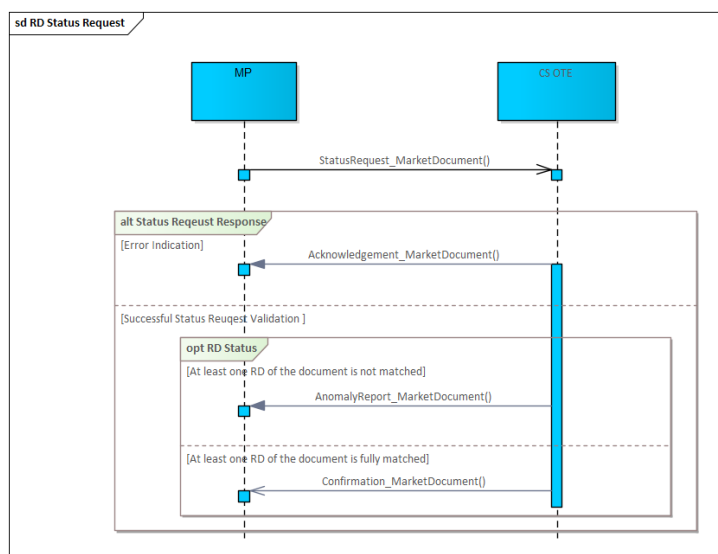 sd RD Status Request
MP
CS OTE
StatusRequest_MarketDocument()
alt Status Reqeust Response
[Error Indication]
Acknowledgement_MarketDocument()
[Successful Status Reuqest Validation ]
opt RD Status
[At least one RD of the document is not matched]
AnomalyReport_MarketDocument()
[At least one RD of the document is fully matched]
Confirmation_MarketDocument()